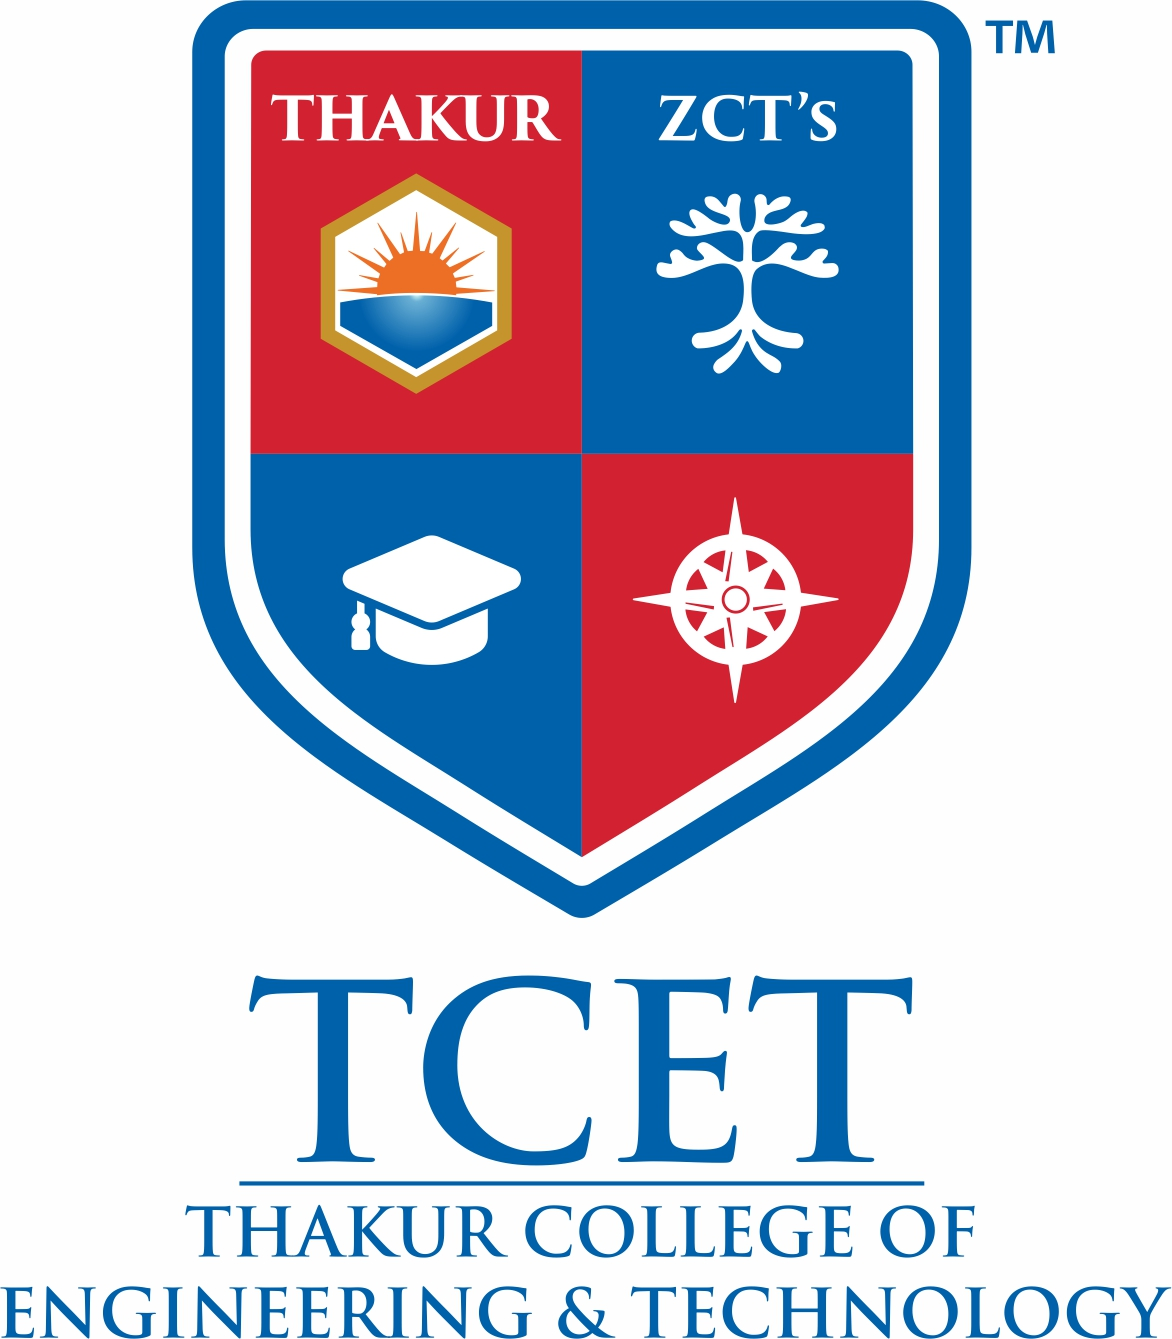 THAKUR
ZCT's
TM
TCET
THAKUR COLLEGE OF
ENGINEERING & TECHNOLOGY